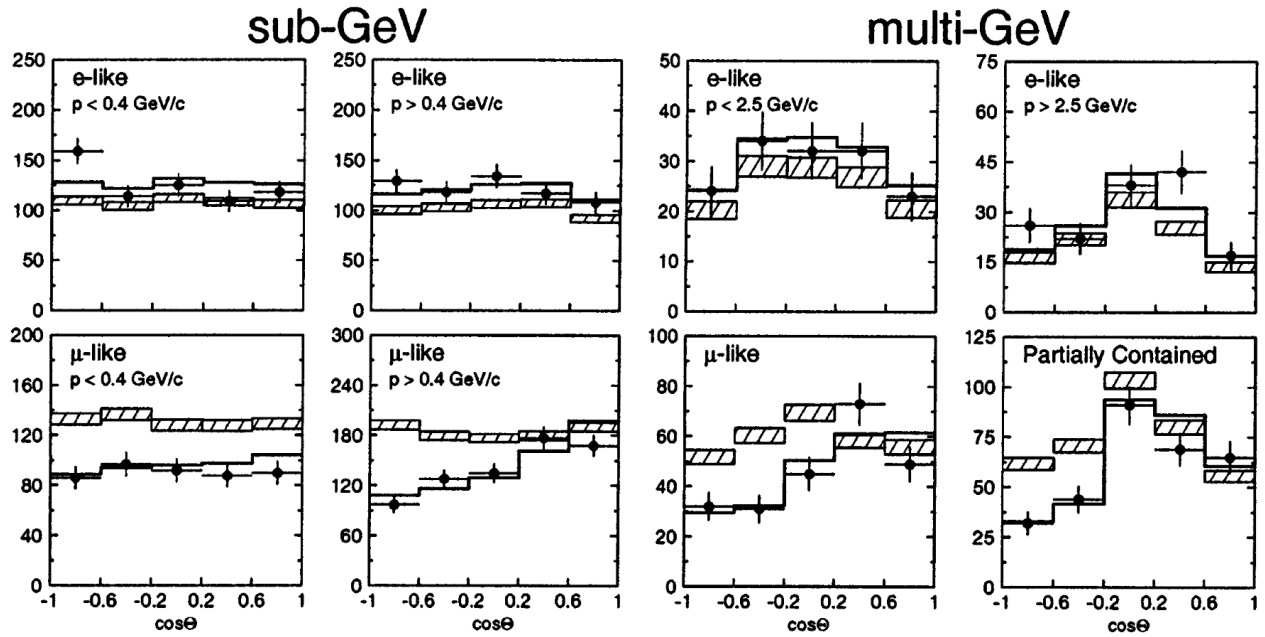 sub-GeV
multi-GeV
250
200
150
100
50
0
e-like
p < 0.4 GeV/c
250
200
150
100
50
0
e-like
p > 0.4 GeV/c
50
40
30
20
10
0
e-like
p < 2.5 GeV/c
75
60
45
30
15
0
e-like
p > 2.5 GeV/c
200
160
120
80
40
0
μ-like
p < 0.4 GeV/c
-1 -0.6 -0.2 0.2 0.6 1
cosΘ
300
240
180
120
60
0
μ-like
p > 0.4 GeV/c
-1 -0.6 -0.2 0.2 0.6 1
cosΘ
100
80
60
40
20
0
μ-like
-1 -0.6 -0.2 0.2 0.6 1
cosΘ
125
100
75
50
25
0
Partially Contained
-1 -0.6 -0.2 0.2 0.6 1
cosΘ